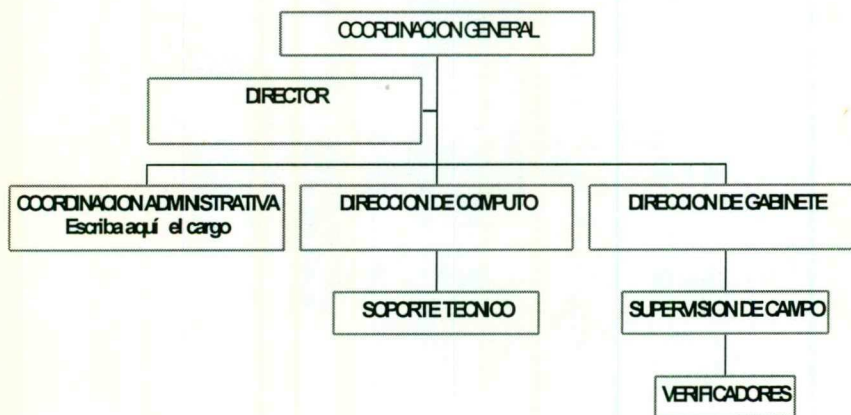 COORDINACION GENERAL
DIRECTOR
COORDINACION ADMINISTRATIVA
Escriba aquí el cargo
DIRECCION DE COMPUTO
DIRECCION DE GABINETE
SOPORTE TECNICO
SUPERVISION DE CAMPO
VERIFICADORES